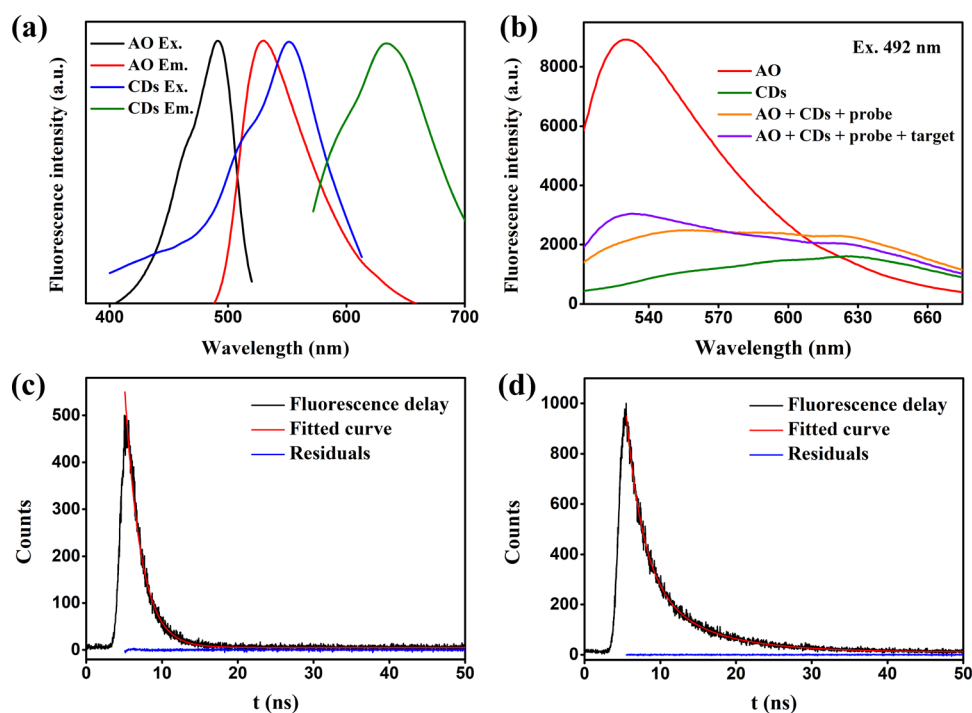 (a)
AO Ex.
AO Em.
CDs Ex.
CDs Em.
Fluorescence intensity (a.u.)
400 500 600 700
Wavelength (nm)
(b)
Ex. 492 nm
AO
CDs
AO + CDs + probe
AO + CDs + probe + target
Fluorescence intensity (a.u.)
8000
6000
4000
2000
0
540 570 600 630 660
Wavelength (nm)
(c)
Fluorescence delay
Fitted curve
Residuals
Counts
500
400
300
200
100
0
0 10 20 30 40 50
t (ns)
(d)
Fluorescence delay
Fitted curve
Residuals
Counts
1000
800
600
400
200
0
0 10 20 30 40 50
t (ns)